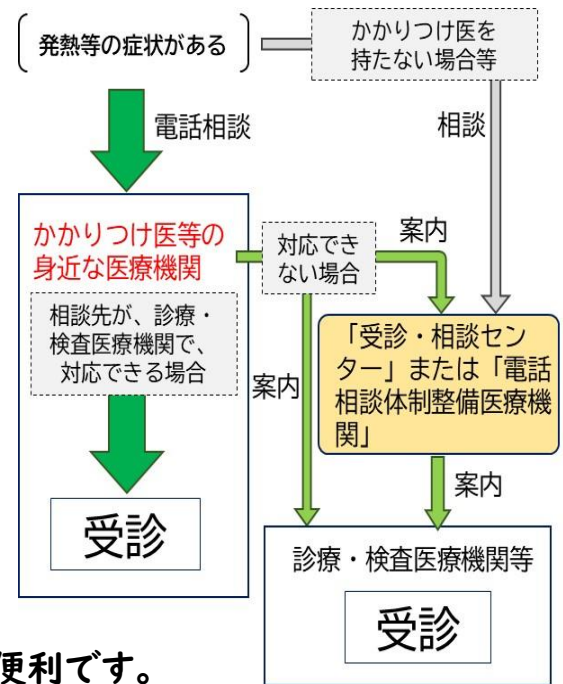 発熱等の症状がある
かかりつけ医を
持たない場合等
電話相談
相談
かかりつけ医等の
身近な医療機関
対応でき
ない場合
案内
相談先が、診療・
検査医療機関で、
対応できる場合
案内
「受診・相談セン
ター」または「電話
相談体制整備医療機
関」
案内
受診
診療・検査医療機関等
受診
便利です。